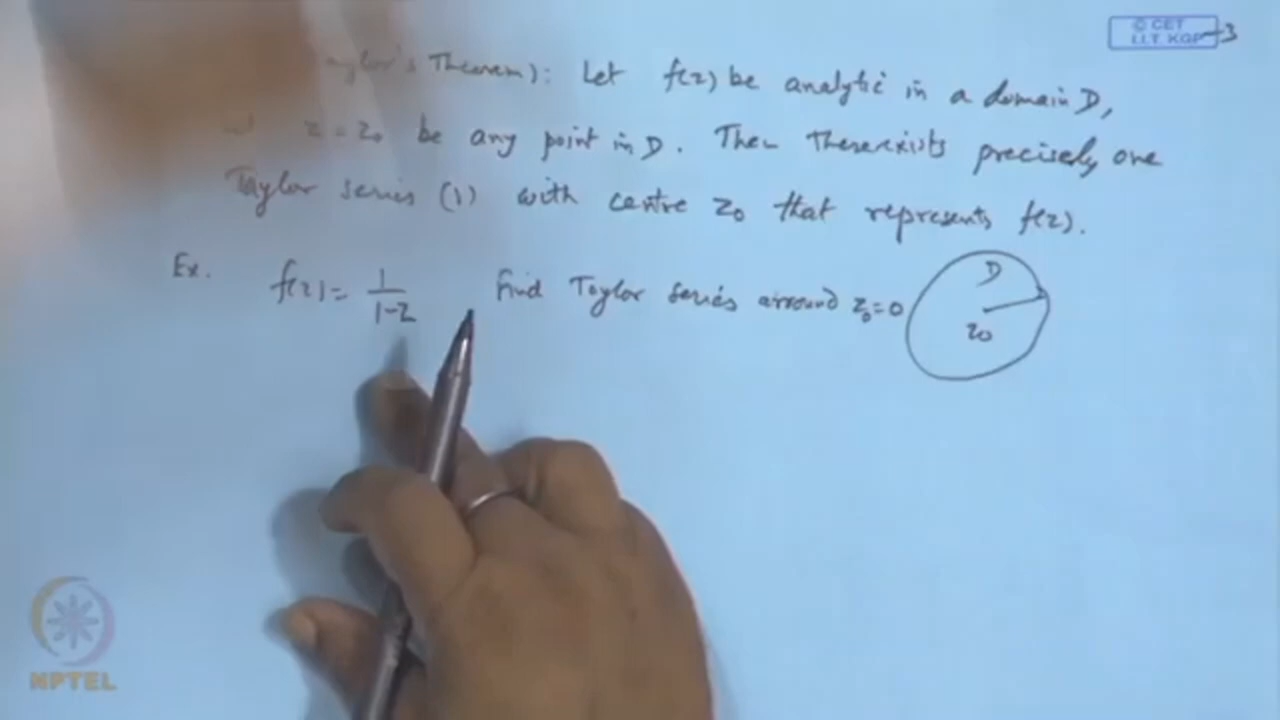 © CET
I.I.T. KGP
3
Theorem): Let f(z) be analytic in a domain D,
z = z0 be any point in D. Then there exists precisely one
Taylor series (1) with centre z0 that represents f(z).
Ex. f(z) = 1/(1-z) Find Taylor series around z0=0
D
z0
NPTEL